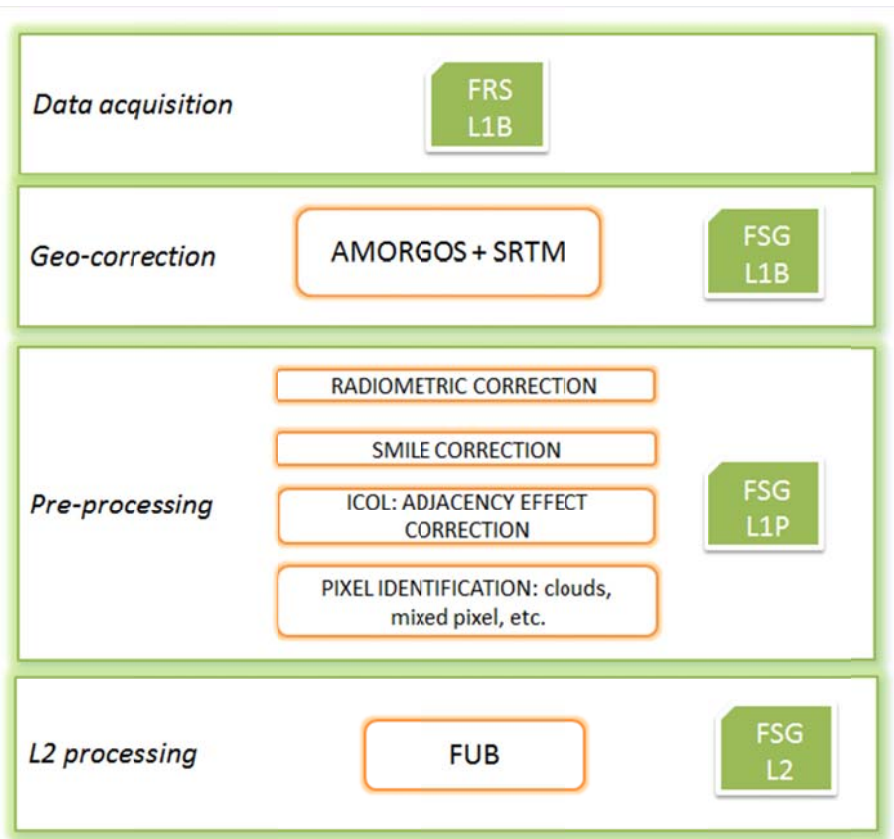 Data acquisition
FRS
L1B
Geo-correction
AMORGOS + SRTM
FSG
L1B
Pre-processing
RADIOMETRIC CORRECTION
SMILE CORRECTION
ICOL: ADJACENCY EFFECT
CORRECTION
PIXEL IDENTIFICATION: clouds,
mixed pixel, etc.
FSG
L1P
L2 processing
FUB
FSG
L2